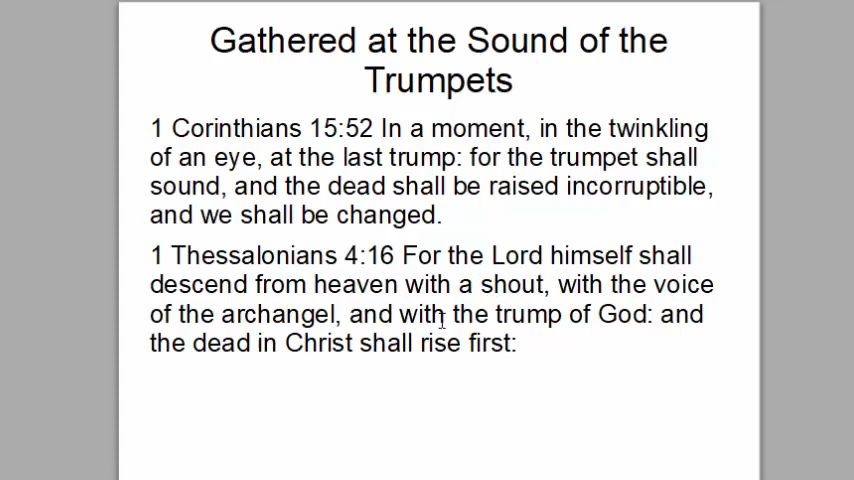 Gathered at the Sound of the
Trumpets
1 Corinthians 15:52 In a moment, in the twinkling
of an eye, at the last trump: for the trumpet shall
sound, and the dead shall be raised incorruptible,
and we shall be changed.
1 Thessalonians 4:16 For the Lord himself shall
descend from heaven with a shout, with the voice
of the archangel, and with the trump of God: and
the dead in Christ shall rise first: